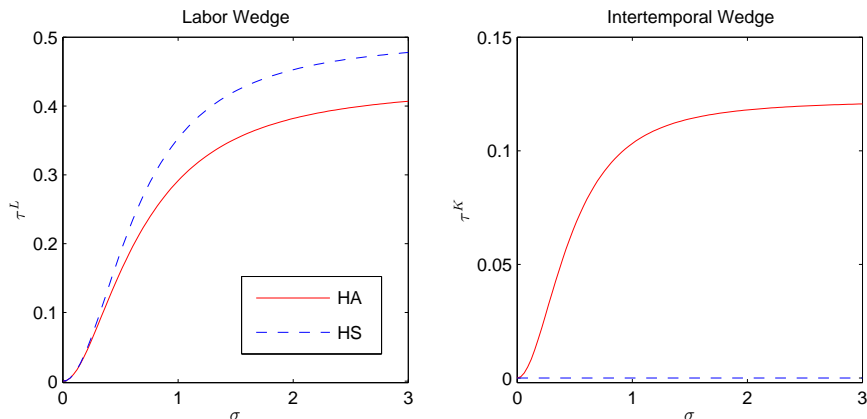 Labor Wedge
0.5
0.4
0.3
0.2
0.1
0
τ^L
0 1 2 3
σ
HA
HS
Intertemporal Wedge
0.15
0.1
0.05
0
τ^K
0 1 2 3
σ